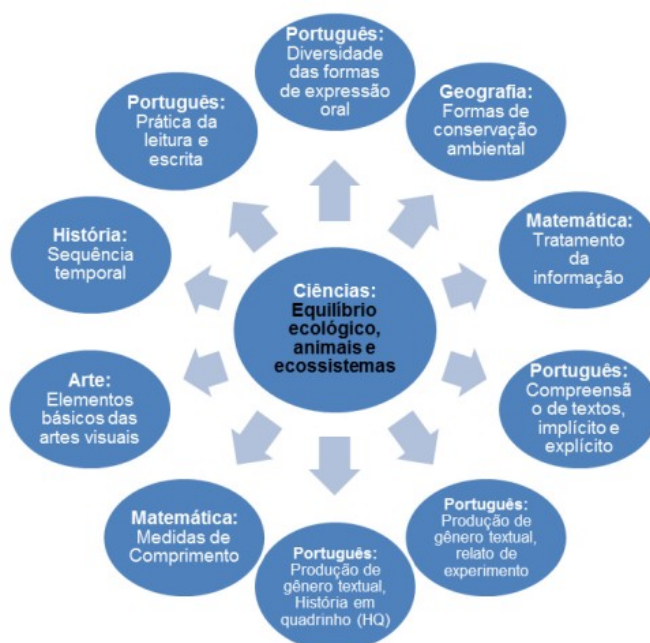 Português:
Diversidade
das formas
de expressão
oral
Geografia:
Formas de
conservação
ambiental
Matemática:
Tratamento
da
informação
Português:
Compreensã
o de textos,
implícito e
explícito
Português:
Produção de
gênero textual,
relato de
experimento
Português:
Produção de
gênero textual,
História em
quadrinho (HQ)
Matemática:
Medidas de
Comprimento
Arte:
Elementos
básicos das
artes visuais
História:
Sequência
temporal
Português:
Prática da
leitura e
escrita
Ciências:
Equilíbrio
ecológico,
animais e
ecossistemas